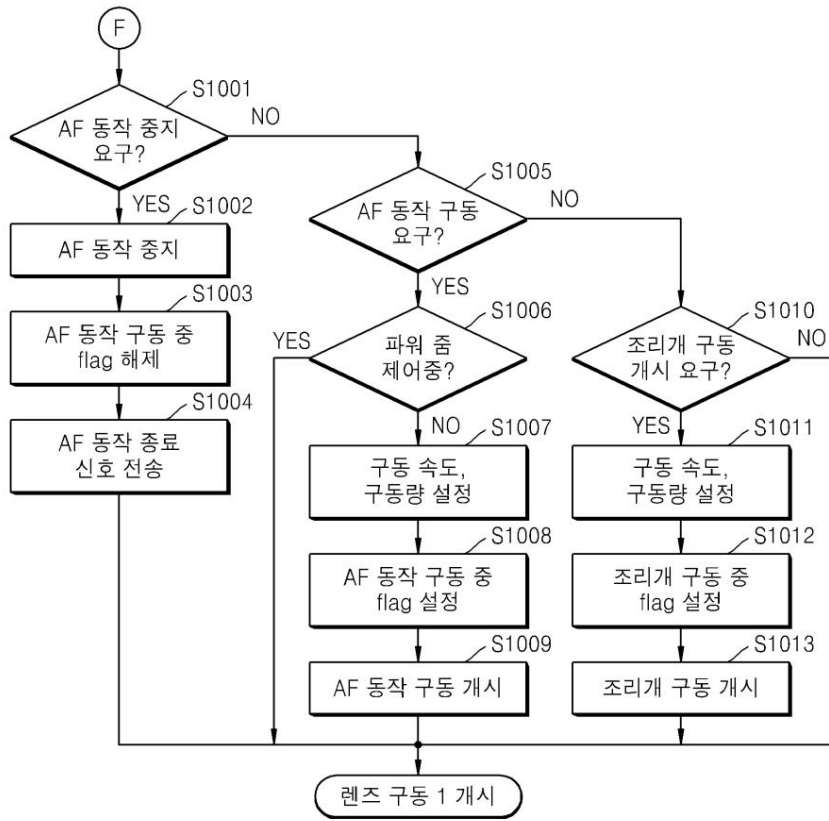 F
S1001
AF 동작 중지
요구?
NO
YES
S1002
AF 동작 중지
S1003
AF 동작 구동 중
flag 해제
S1004
AF 동작 종료
신호 전송
S1005
AF 동작 구동
요구?
NO
YES
S1006
YES
파워 줌
제어중?
NO
S1007
구동 속도,
구동량 설정
S1008
AF 동작 구동 중
flag 설정
S1009
AF 동작 구동 개시
S1010
NO
조리개 구동
개시 요구?
YES
S1011
구동 속도,
구동량 설정
S1012
조리개 구동 중
flag 설정
S1013
조리개 구동 개시
렌즈 구동 1 개시